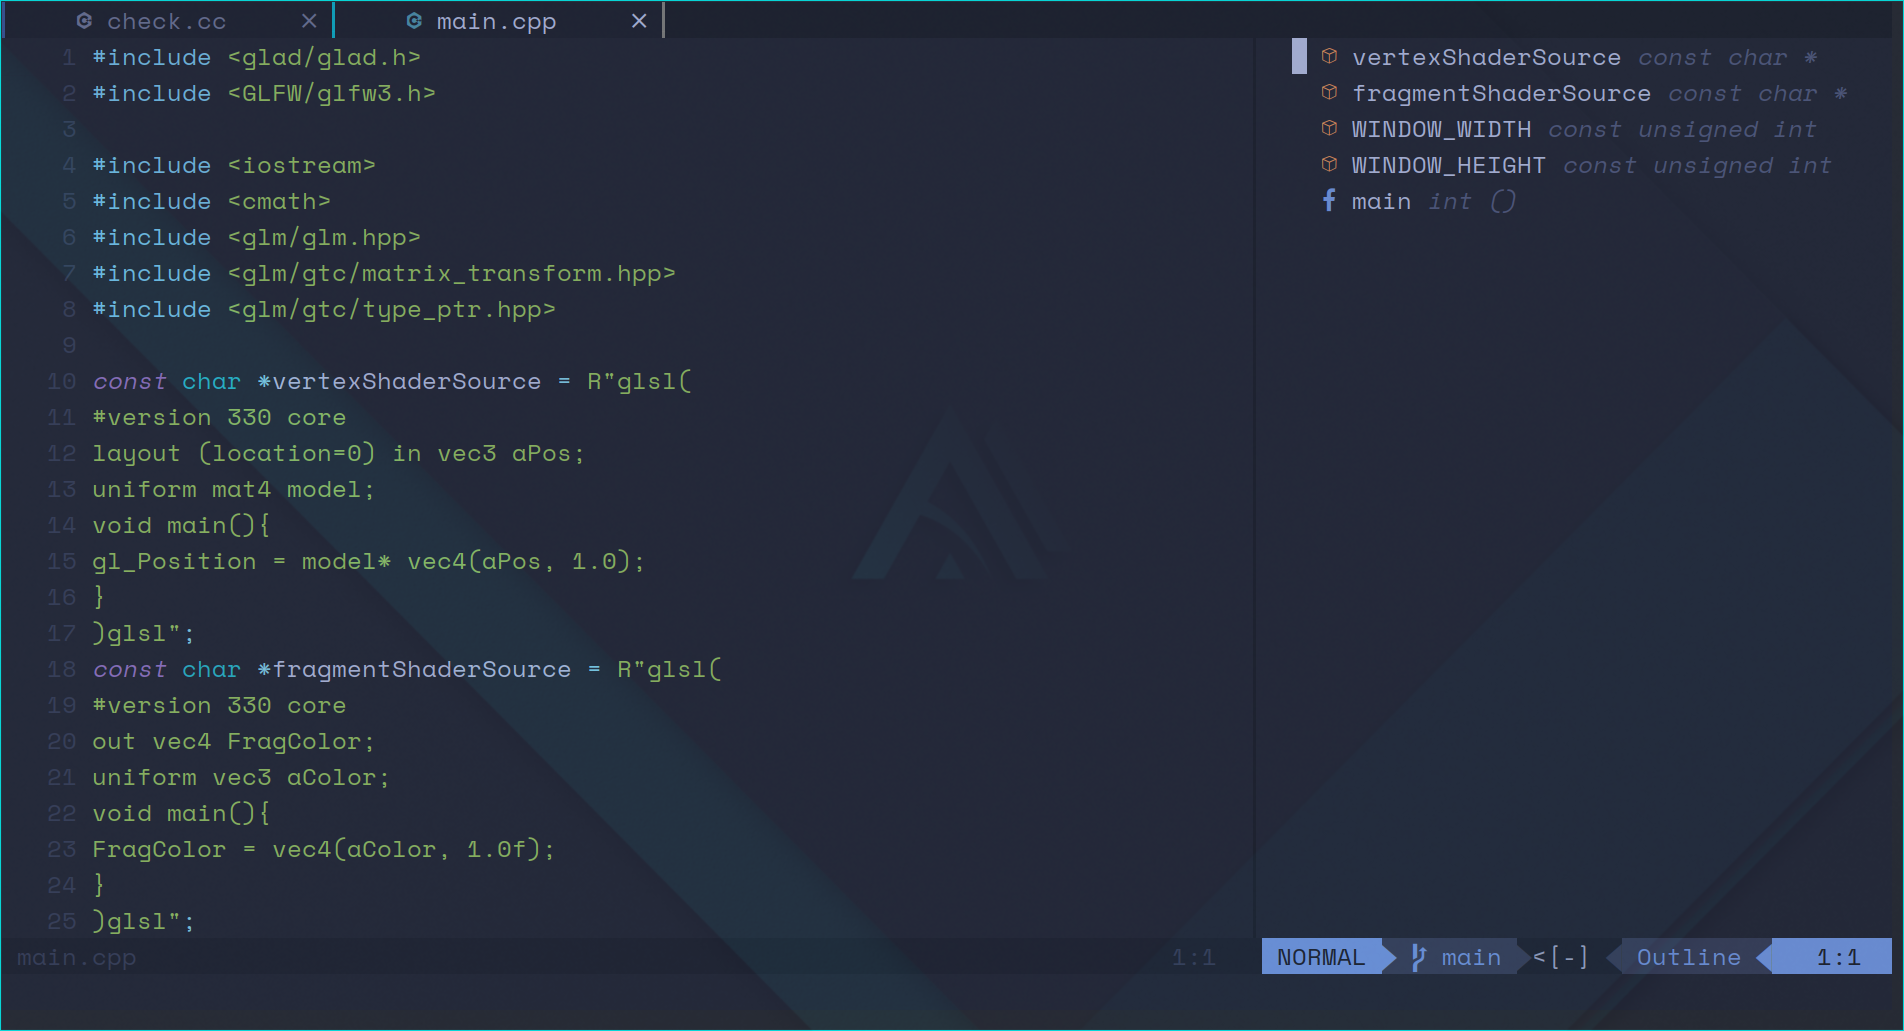 check.cc × main.cpp ×
1 #include <glad/glad.h>
2 #include <GLFW/glfw3.h>
3
4 #include <iostream>
5 #include <cmath>
6 #include <glm/glm.hpp>
7 #include <glm/gtc/matrix_transform.hpp>
8 #include <glm/gtc/type_ptr.hpp>
9
10 const char *vertexShaderSource = R"glsl(
11 #version 330 core
12 layout (location=0) in vec3 aPos;
13 uniform mat4 model;
14 void main(){
15 gl_Position = model* vec4(aPos, 1.0);
16 }
17 )glsl";
18 const char *fragmentShaderSource = R"glsl(
19 #version 330 core
20 out vec4 FragColor;
21 uniform vec3 aColor;
22 void main(){
23 FragColor = vec4(aColor, 1.0f);
24 }
25 )glsl";
main.cpp 1:1
vertexShaderSource const char *
fragmentShaderSource const char *
WINDOW_WIDTH const unsigned int
WINDOW_HEIGHT const unsigned int
main int ()
NORMAL main <[-] Outline 1:1